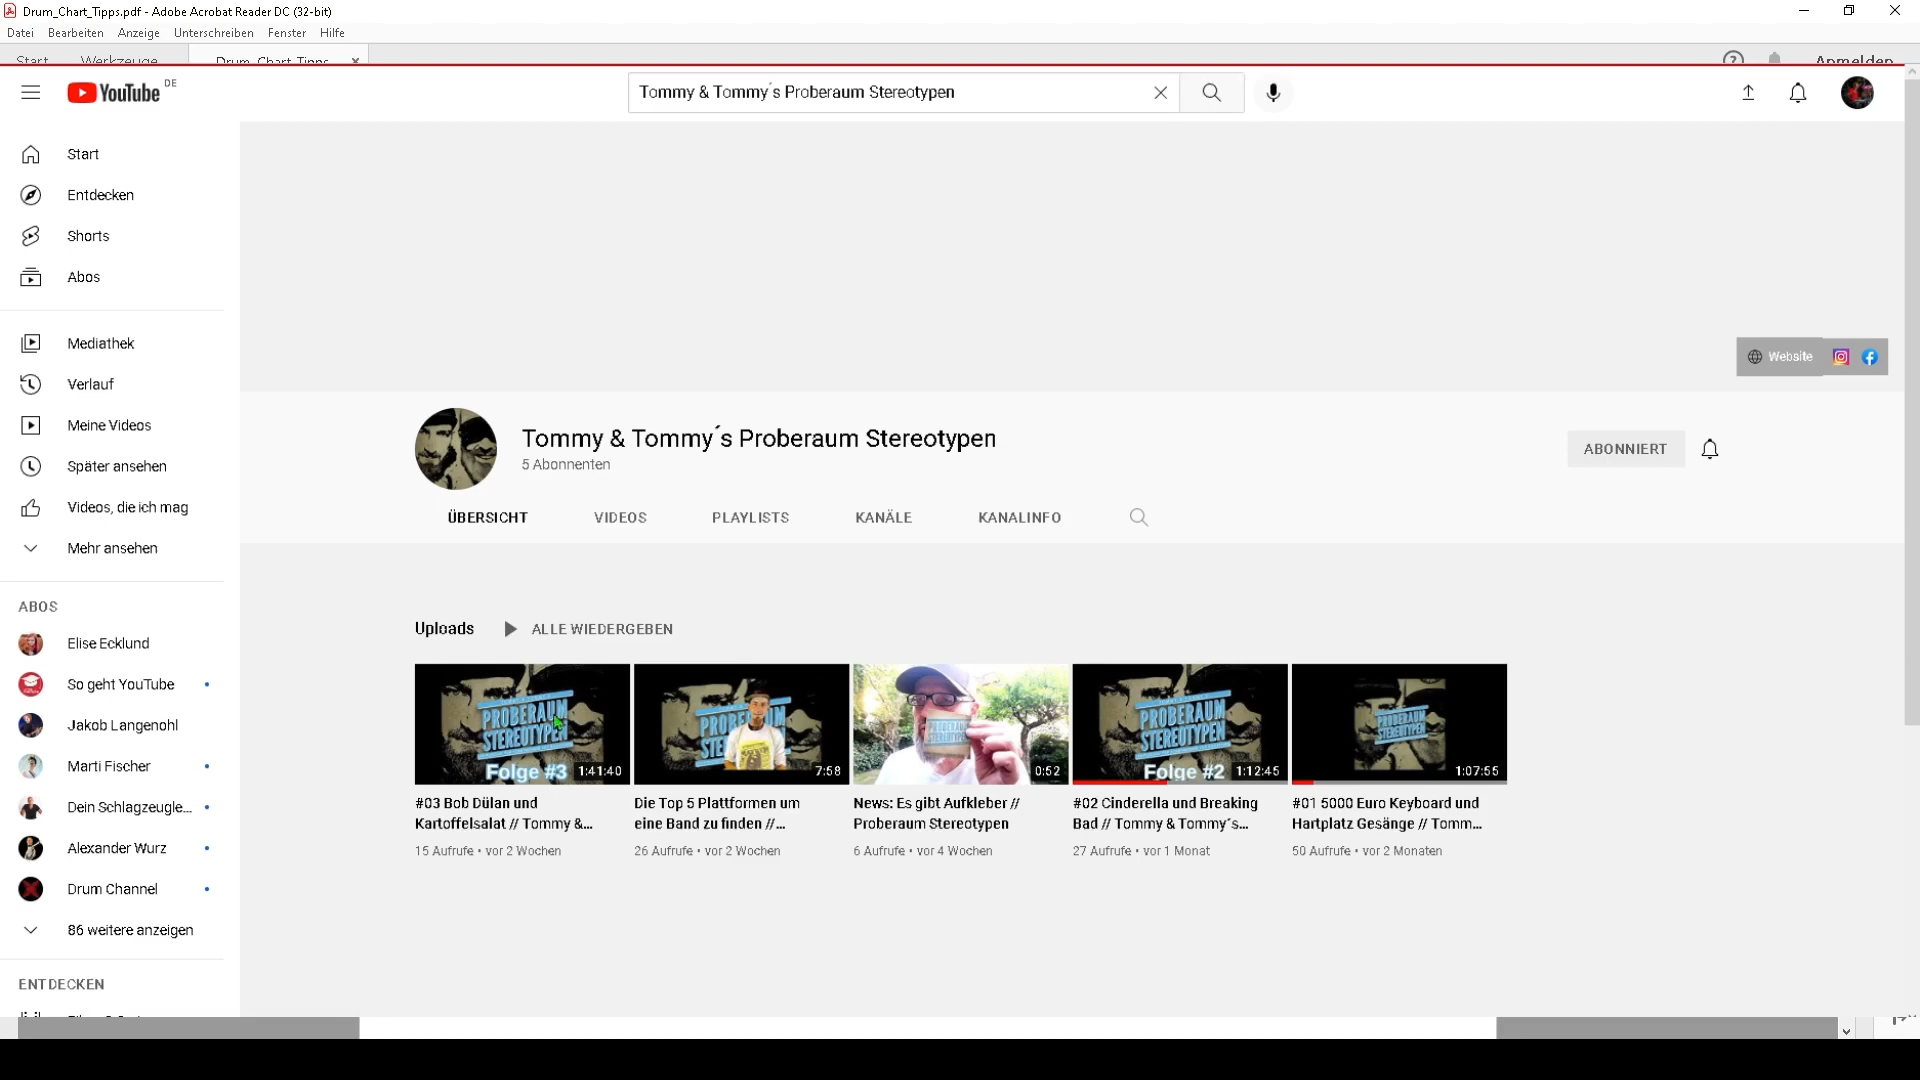 Drum_Chart_Tipps.pdf - Adobe Acrobat Reader DC (32-bit)
Datei Bearbeiten Anzeige Unterschreiben Fenster Hilfe
Start Werkzeuge Drum_Chart_Tipps... Anmelden
YouTube DE
Tommy & Tommy´s Proberaum Stereotypen
Start
Entdecken
Shorts
Abos
Mediathek
Verlauf
Meine Videos
Später ansehen
Videos, die ich mag
Mehr ansehen
ABOS
Elise Ecklund
So geht YouTube
Jakob Langenohl
Marti Fischer
Dein Schlagzeugle...
Alexander Wurz
Drum Channel
86 weitere anzeigen
ENTDECKEN
Website
Tommy & Tommy´s Proberaum Stereotypen
5 Abonnenten
ABONNIERT
ÜBERSICHT VIDEOS PLAYLISTS KANÄLE KANALINFO
Uploads ALLE WIEDERGEBEN
PROBERAUM
STEREOTYPEN
Folge #3 1:41:40
#03 Bob Dülan und
Kartoffelsalat // Tommy &...
15 Aufrufe • vor 2 Wochen
7:58
Die Top 5 Plattformen um
eine Band zu finden //...
26 Aufrufe • vor 2 Wochen
PROBERAUM
STEREOTYPEN
0:52
News: Es gibt Aufkleber //
Proberaum Stereotypen
6 Aufrufe • vor 4 Wochen
PROBERAUM
STEREOTYPEN
Folge #2 1:12:45
#02 Cinderella und Breaking
Bad // Tommy & Tommy´s...
27 Aufrufe • vor 1 Monat
PROBERAUM
STEREOTYPEN
1:07:55
#01 5000 Euro Keyboard und
Hartplatz Gesänge // Tomm...
50 Aufrufe • vor 2 Monaten